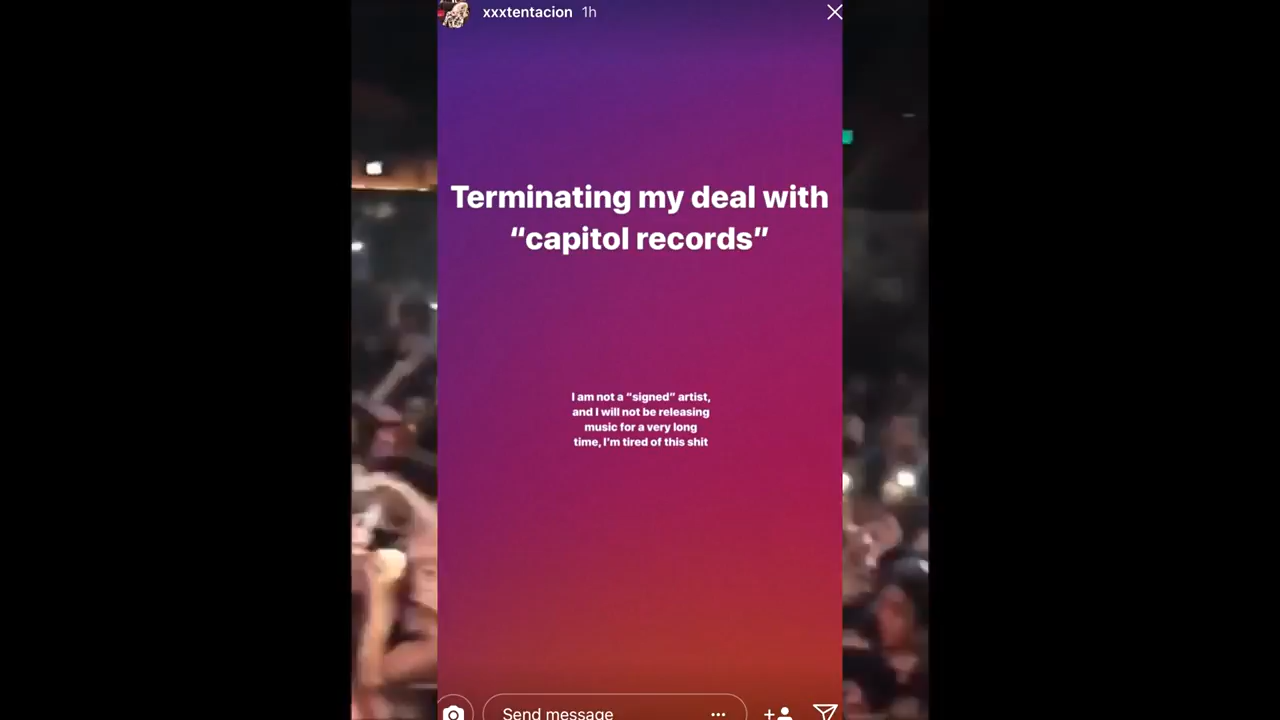 xxxtentacion 1h
Terminating my deal with
“capitol records”
I am not a “signed” artist,
and I will not be releasing
music for a very long
time, I'm tired of this shit
Send message